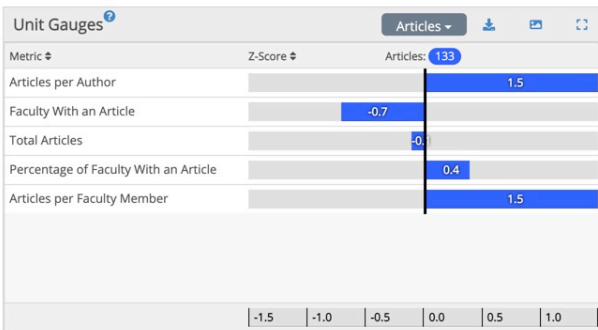 Unit Gauges ?
Articles
Metric Z-Score Articles: 133
Articles per Author 1.5
Faculty With an Article -0.7
Total Articles
Percentage of Faculty With an Article 0.4
Articles per Faculty Member 1.5
-1.5 -1.0 -0.5 0.0 0.5 1.0